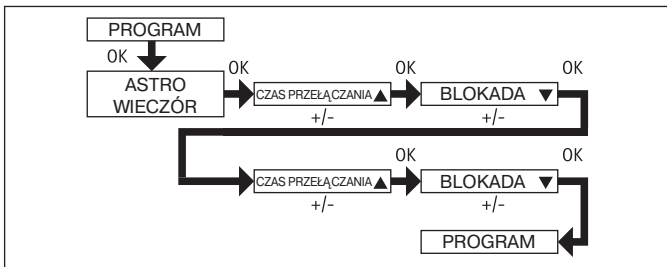 PROGRAM
OK
ASTRO
WIECZÓR
OK
CZAS PRZEŁĄCZANIA ▲
+/-
OK
BLOKADA ▼
+/-
OK
CZAS PRZEŁĄCZANIA ▲
+/-
OK
BLOKADA ▼
+/-
OK
PROGRAM